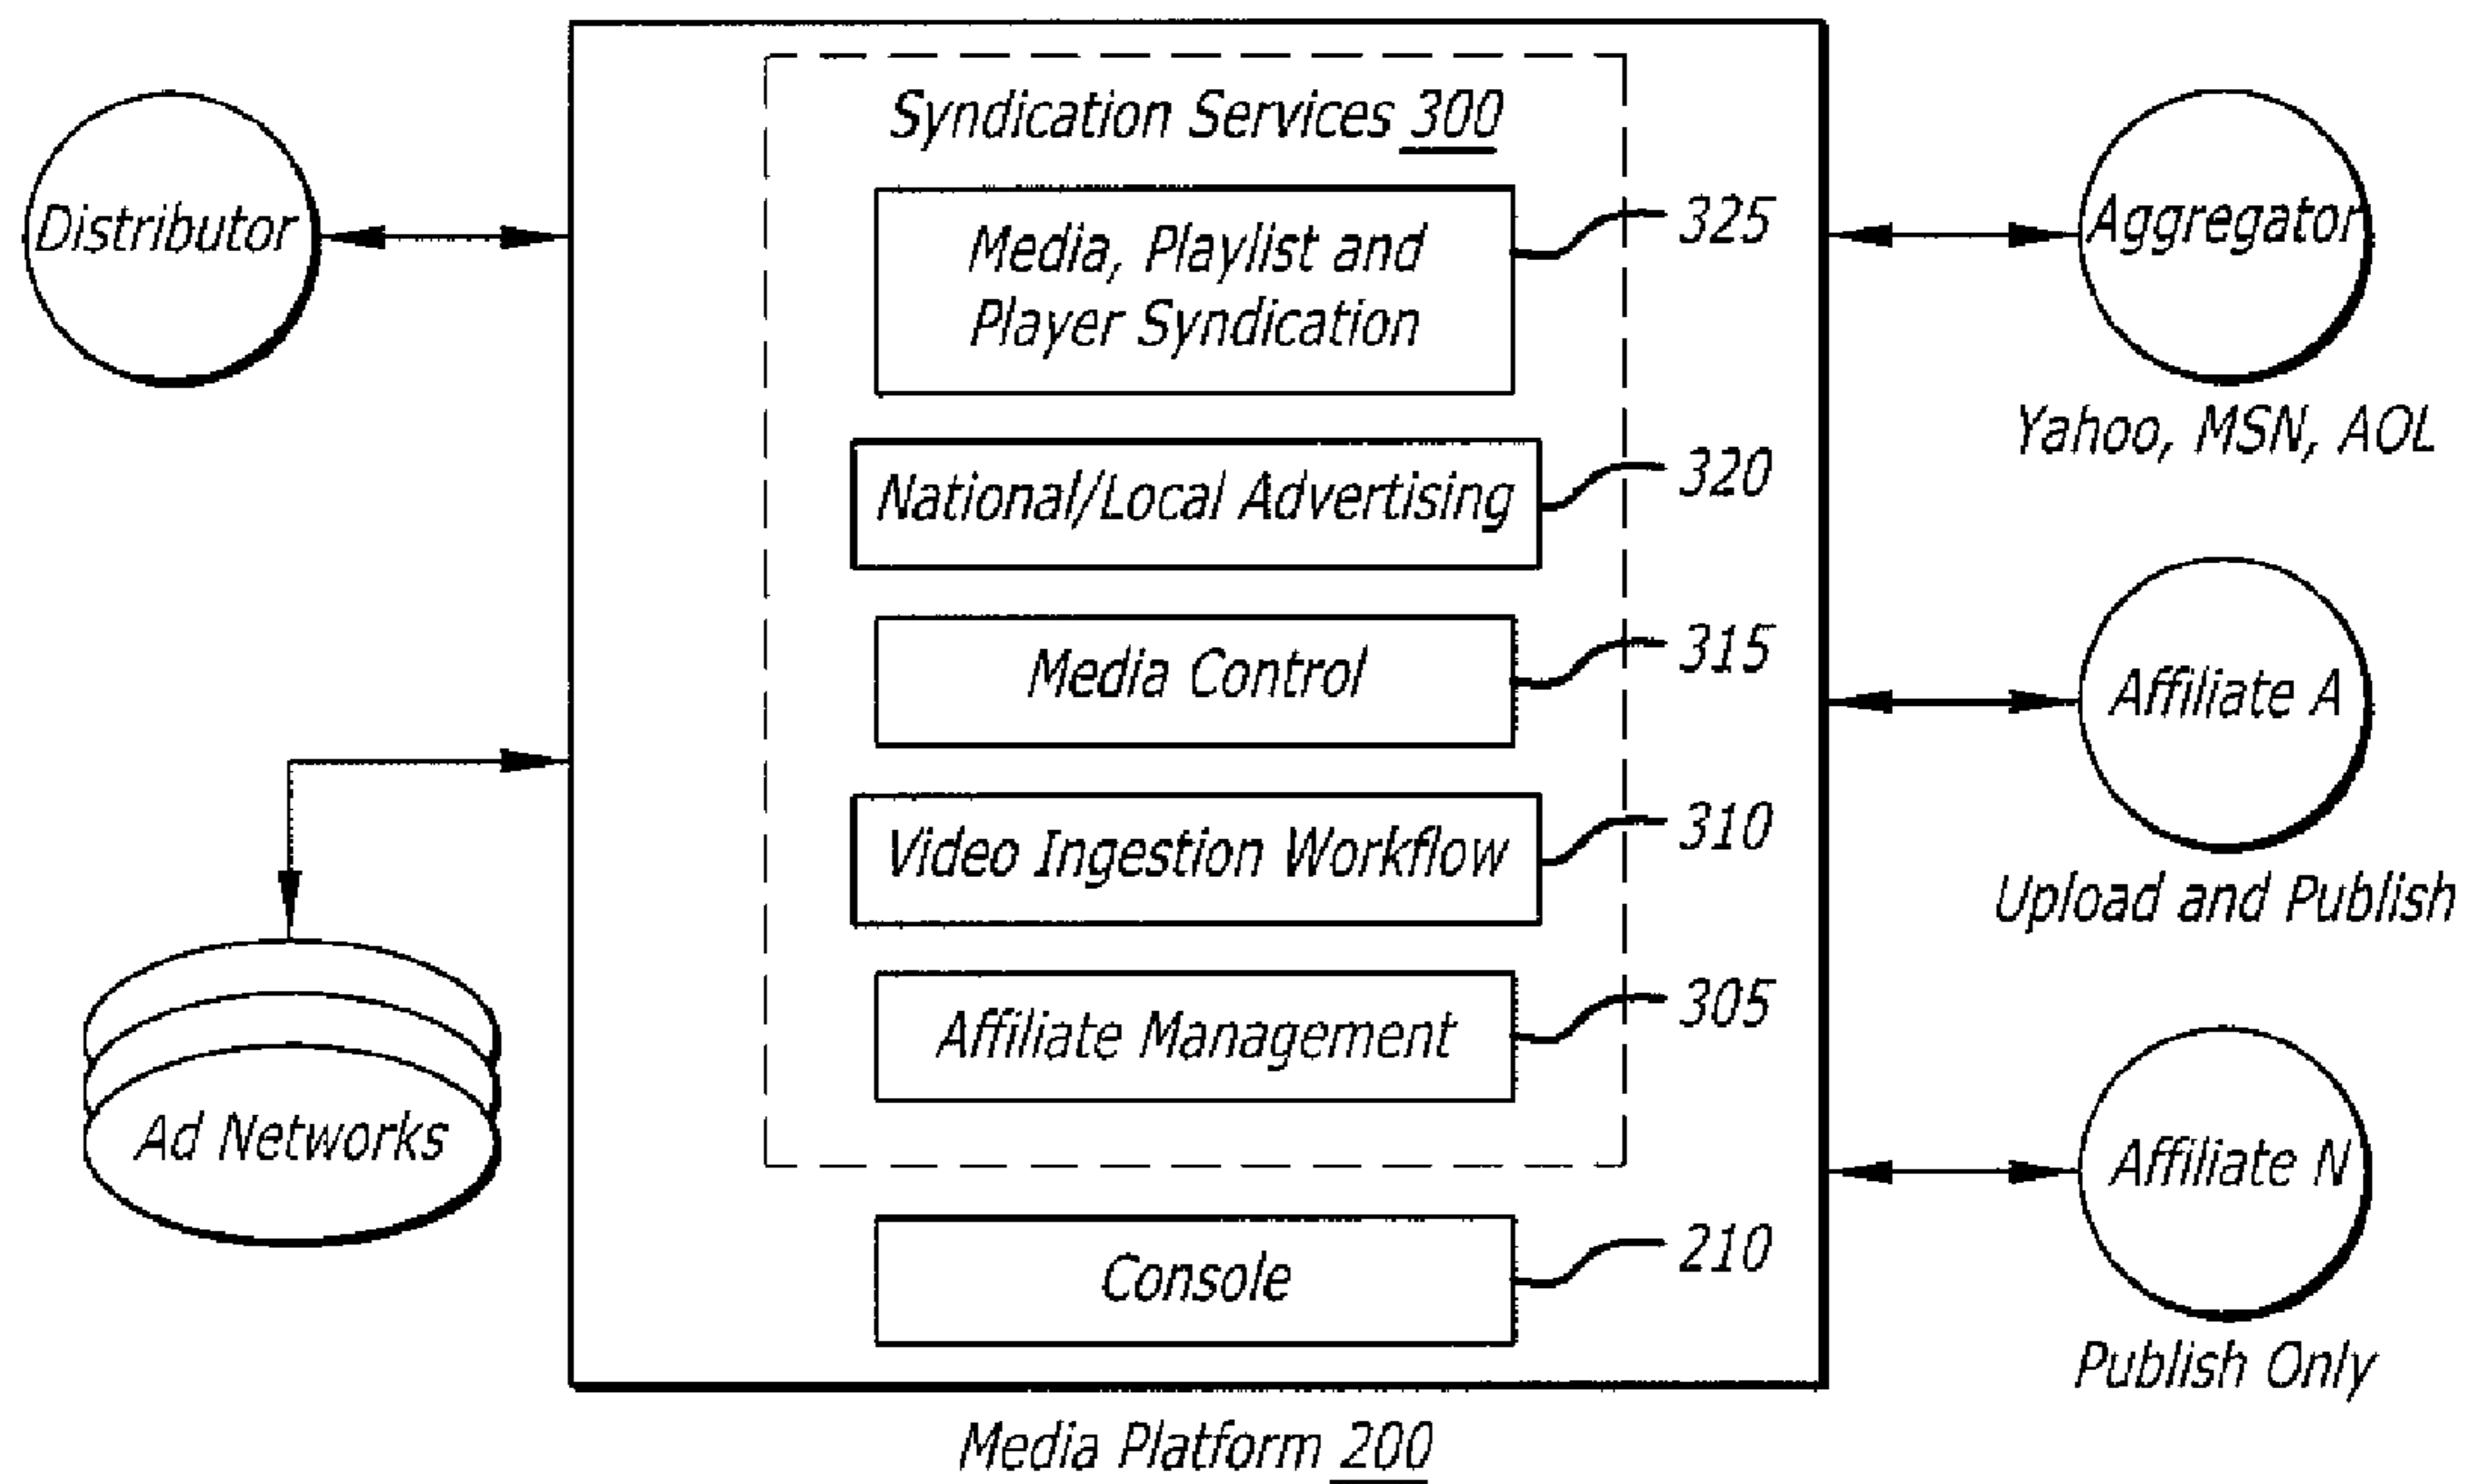 Distributor
Ad Networks
Syndication Services 300
Media, Playlist and
Player Syndication
325
National/Local Advertising
320
Media Control
315
Video Ingestion Workflow
310
Affiliate Management
305
Console
210
Media Platform 200
Aggregator
Yahoo, MSN, AOL
Affiliate A
Upload and Publish
Affiliate N
Publish Only